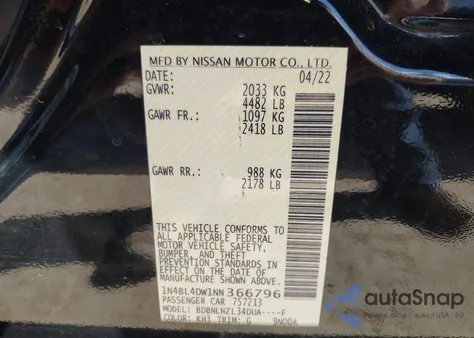 MFD BY NISSAN MOTOR CO., LTD.
DATE: 04/22
GVWR: 2033 KG
4482 LB
GAWR FR.: 1097 KG
2418 LB
GAWR RR.: 988 KG
2178 LB
THIS VEHICLE CONFORMS TO
ALL APPLICABLE FEDERAL
MOTOR VEHICLE SAFETY,
BUMPER, AND THEFT
PREVENTION STANDARDS IN
EFFECT ON THE DATE OF
MANUFACTURE SHOWN ABOVE.
1N4BL4DW1NN366796
PASSENGER CAR 757213
MODEL: BDBNLHZL34DUA----F
COLOR: KH3 TRIM: G 9N00A
autoSnap